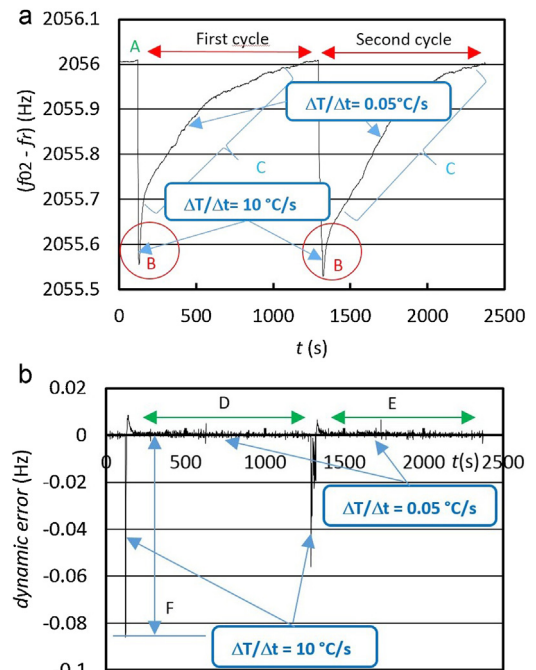 a
2056.1
2056
2055.9
2055.8
2055.7
2055.6
2055.5
(f02 - fr) (Hz)
A
First cycle
Second cycle
ΔT/Δt= 0.05°C/s
C
C
ΔT/Δt= 10 °C/s
B
B
0 500 1000 1500 2000 2500
t (s)
b
0.02
0
-0.02
-0.04
-0.06
-0.08
-0.1
dynamic error (Hz)
D
E
0 500 1000 1500 2000 t(s) 2500
ΔT/Δt = 0.05 °C/s
F
ΔT/Δt = 10 °C/s